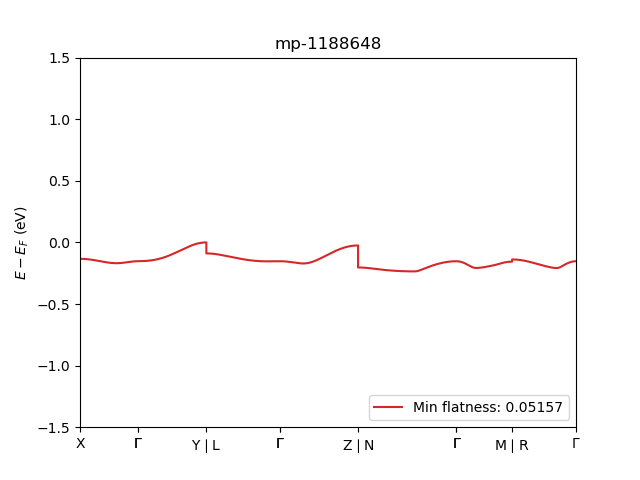 mp-1188648
1.5
1.0
0.5
0.0
−0.5
−1.0
−1.5
E − E_F (eV)
Min flatness: 0.05157
X Γ Y | L Γ Z | N Γ M | R Γ